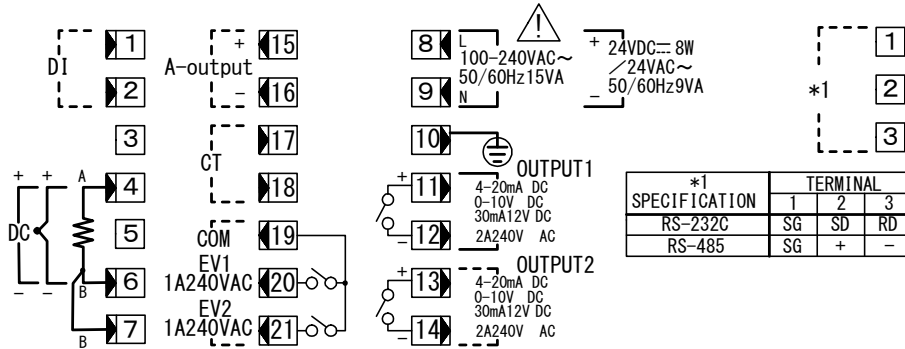 DI
1
2
3
+ + A
4
DC
5
6
B
- -
7
B
A-output
+ 15
- 16
CT
17
18
COM 19
EV1
1A240VAC 20
EV2
1A240VAC 21
!
8 L
100-240VAC~
50/60Hz15VA
9 N
+ 24VDC⎓8W
/24VAC~
- 50/60Hz9VA
10
OUTPUT1
+ 11
4-20mA DC
0-10V DC
30mA12V DC
- 12
2A240V AC
OUTPUT2
+ 13
4-20mA DC
0-10V DC
30mA12V DC
- 14
2A240V AC
*1
1
2
3
*1
SPECIFICATION
TERMINAL
1 2 3
RS-232C SG SD RD
RS-485 SG + -